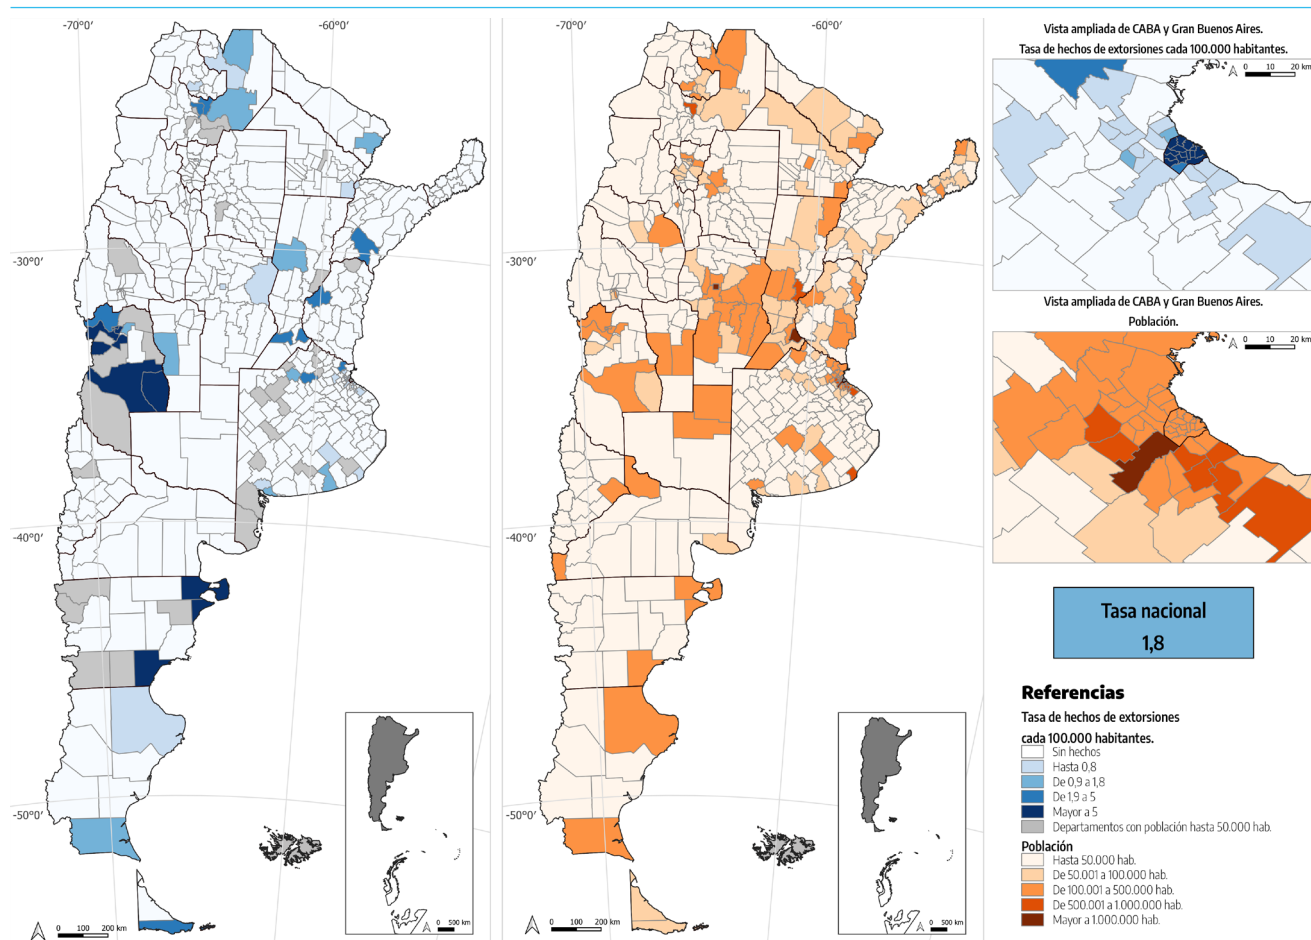 -70°0'
-60°0'
-30°0'
-40°0'
-50°0'
0 100 200 km
0 500 km
-70°0'
-60°0'
-30°0'
-40°0'
-50°0'
0 100 200 km
0 500 km
Vista ampliada de CABA y Gran Buenos Aires.
Tasa de hechos de extorsiones cada 100.000 habitantes.
0 10 20 km
Vista ampliada de CABA y Gran Buenos Aires.
Población.
0 10 20 km
Tasa nacional
1,8
Referencias
Tasa de hechos de extorsiones
cada 100.000 habitantes.
Sin hechos
Hasta 0,8
De 0,9 a 1,8
De 1,9 a 5
Mayor a 5
Departamentos con población hasta 50.000 hab.
Población
Hasta 50.000 hab.
De 50.001 a 100.000 hab.
De 100.001 a 500.000 hab.
De 500.001 a 1.000.000 hab.
Mayor a 1.000.000 hab.